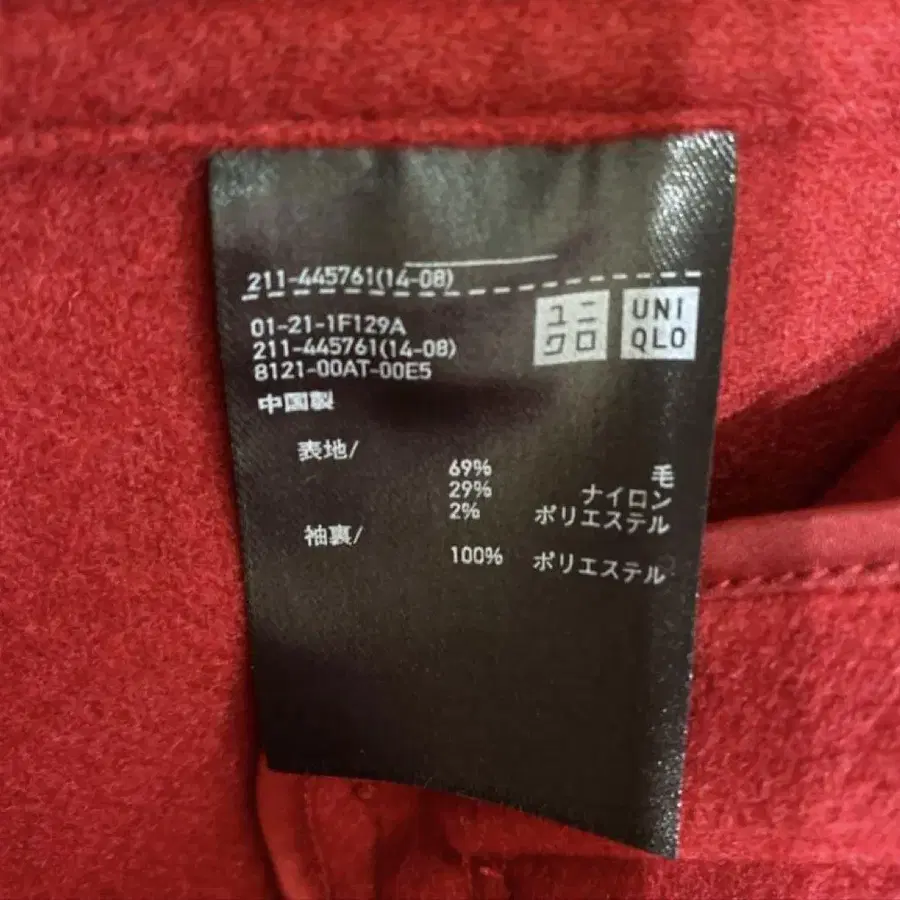 211-445761(14-08)
ユニ
クロ
UNI
QLO
01-21-1F129A
211-445761(14-08)
8121-00AT-00E5
中国製
表地/
69% 毛
29% ナイロン
2% ポリエステル
袖裏/
100% ポリエステル